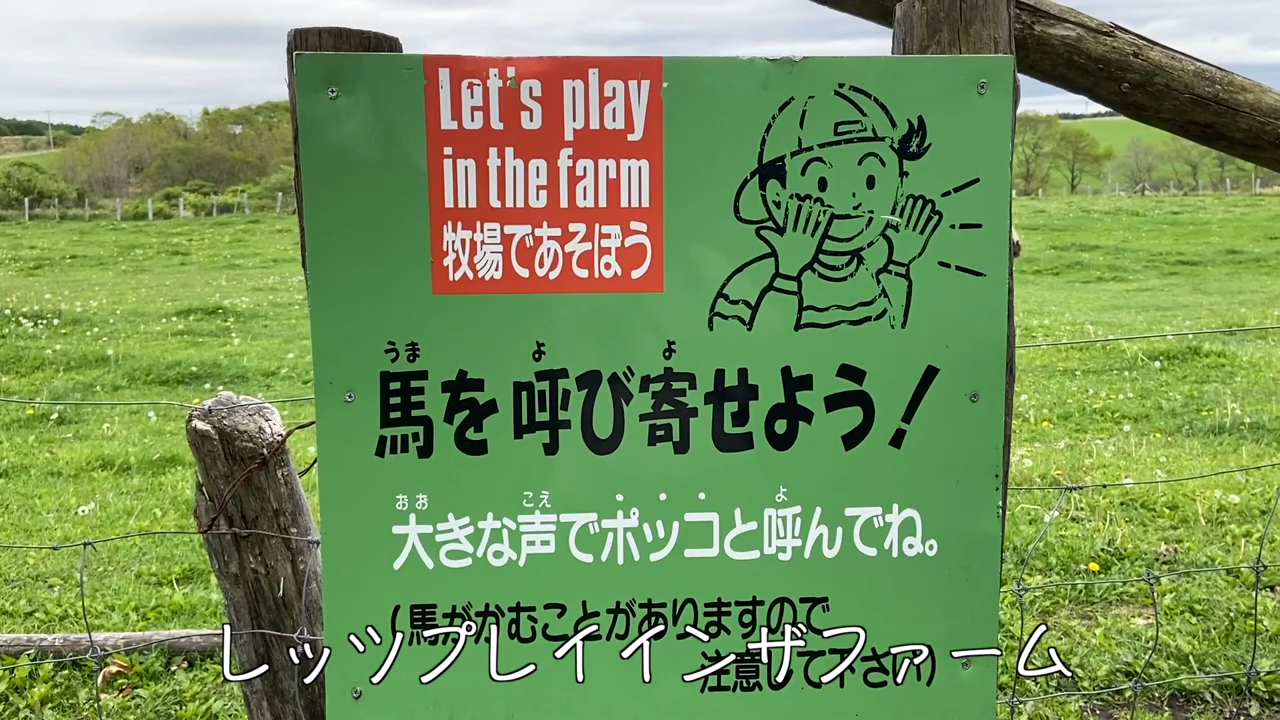 Let's play
in the farm
牧場であそぼう
うま よ よ
馬を呼び寄せよう!
おお こえ よ
大きな声でポッコと呼んでね。
(馬がかむことがありますので
注意して下さい)
レッツプレイインザファーム